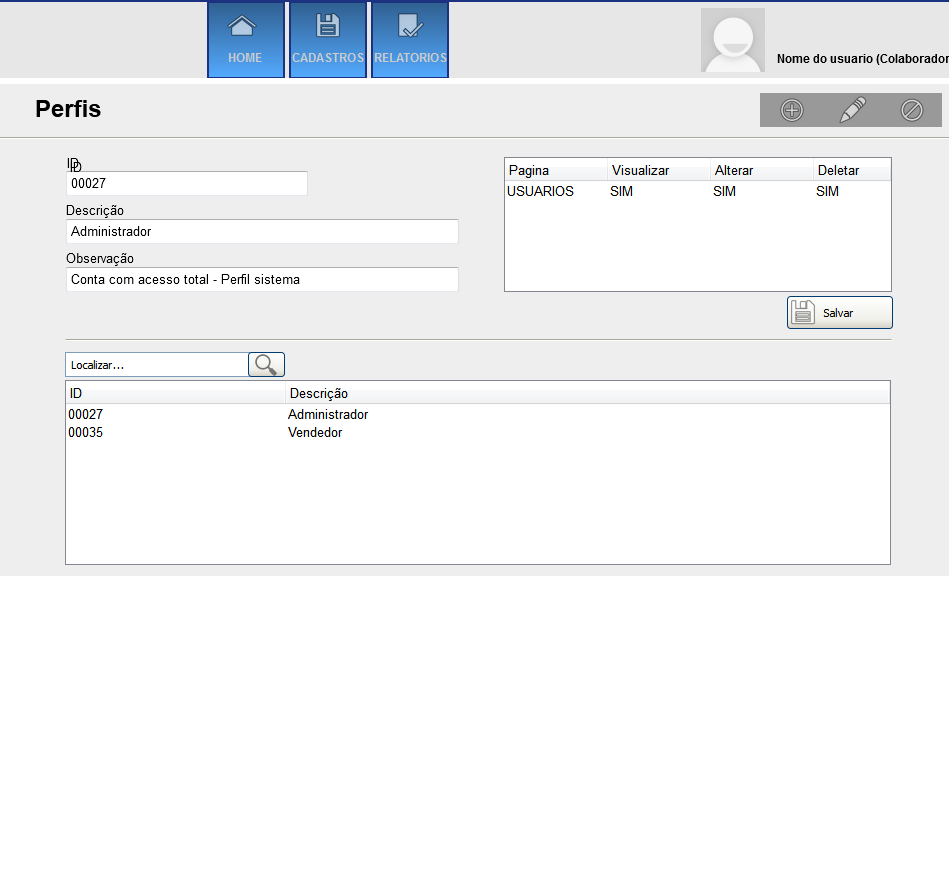 HOME CADASTROS RELATORIOS
Nome do usuario (Colaborador
Perfis
ID
ID
00027
Descrição
Administrador
Observação
Conta com acesso total - Perfil sistema
Pagina Visualizar Alterar Deletar
USUARIOS SIM SIM SIM
Salvar
Localizar...
ID Descrição
00027 Administrador
00035 Vendedor